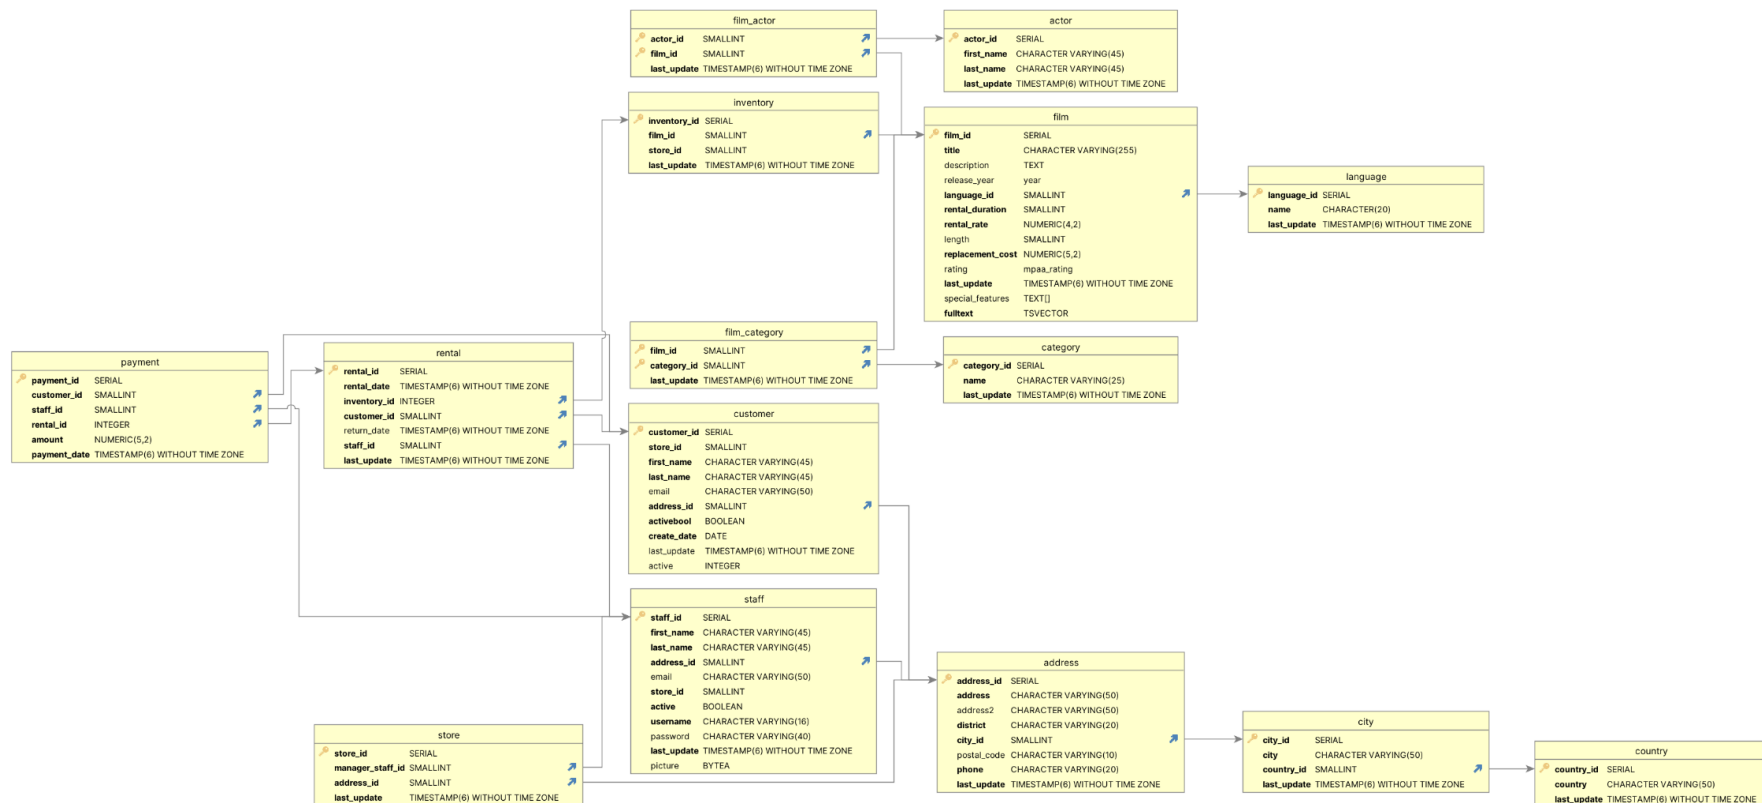 film_actor
actor_id SMALLINT
film_id SMALLINT
last_update TIMESTAMP(6) WITHOUT TIME ZONE
actor
actor_id SERIAL
first_name CHARACTER VARYING(45)
last_name CHARACTER VARYING(45)
last_update TIMESTAMP(6) WITHOUT TIME ZONE
inventory
inventory_id SERIAL
film_id SMALLINT
store_id SMALLINT
last_update TIMESTAMP(6) WITHOUT TIME ZONE
film
film_id SERIAL
title CHARACTER VARYING(255)
description TEXT
release_year year
language_id SMALLINT
rental_duration SMALLINT
rental_rate NUMERIC(4,2)
length SMALLINT
replacement_cost NUMERIC(5,2)
rating mpaa_rating
last_update TIMESTAMP(6) WITHOUT TIME ZONE
special_features TEXT[]
fulltext TSVECTOR
language
language_id SERIAL
name CHARACTER(20)
last_update TIMESTAMP(6) WITHOUT TIME ZONE
payment
payment_id SERIAL
customer_id SMALLINT
staff_id SMALLINT
rental_id INTEGER
amount NUMERIC(5,2)
payment_date TIMESTAMP(6) WITHOUT TIME ZONE
rental
rental_id SERIAL
rental_date TIMESTAMP(6) WITHOUT TIME ZONE
inventory_id INTEGER
customer_id SMALLINT
return_date TIMESTAMP(6) WITHOUT TIME ZONE
staff_id SMALLINT
last_update TIMESTAMP(6) WITHOUT TIME ZONE
film_category
film_id SMALLINT
category_id SMALLINT
last_update TIMESTAMP(6) WITHOUT TIME ZONE
category
category_id SERIAL
name CHARACTER VARYING(25)
last_update TIMESTAMP(6) WITHOUT TIME ZONE
customer
customer_id SERIAL
store_id SMALLINT
first_name CHARACTER VARYING(45)
last_name CHARACTER VARYING(45)
email CHARACTER VARYING(50)
address_id SMALLINT
activebool BOOLEAN
create_date DATE
last_update TIMESTAMP(6) WITHOUT TIME ZONE
active INTEGER
staff
staff_id SERIAL
first_name CHARACTER VARYING(45)
last_name CHARACTER VARYING(45)
address_id SMALLINT
email CHARACTER VARYING(50)
store_id SMALLINT
active BOOLEAN
username CHARACTER VARYING(16)
password CHARACTER VARYING(40)
last_update TIMESTAMP(6) WITHOUT TIME ZONE
picture BYTEA
store
store_id SERIAL
manager_staff_id SMALLINT
address_id SMALLINT
last_update TIMESTAMP(6) WITHOUT TIME ZONE
address
address_id SERIAL
address CHARACTER VARYING(50)
address2 CHARACTER VARYING(50)
district CHARACTER VARYING(20)
city_id SMALLINT
postal_code CHARACTER VARYING(10)
phone CHARACTER VARYING(20)
last_update TIMESTAMP(6) WITHOUT TIME ZONE
city
city_id SERIAL
city CHARACTER VARYING(50)
country_id SMALLINT
last_update TIMESTAMP(6) WITHOUT TIME ZONE
country
country_id SERIAL
country CHARACTER VARYING(50)
last_update TIMESTAMP(6) WITHOUT TIME ZONE